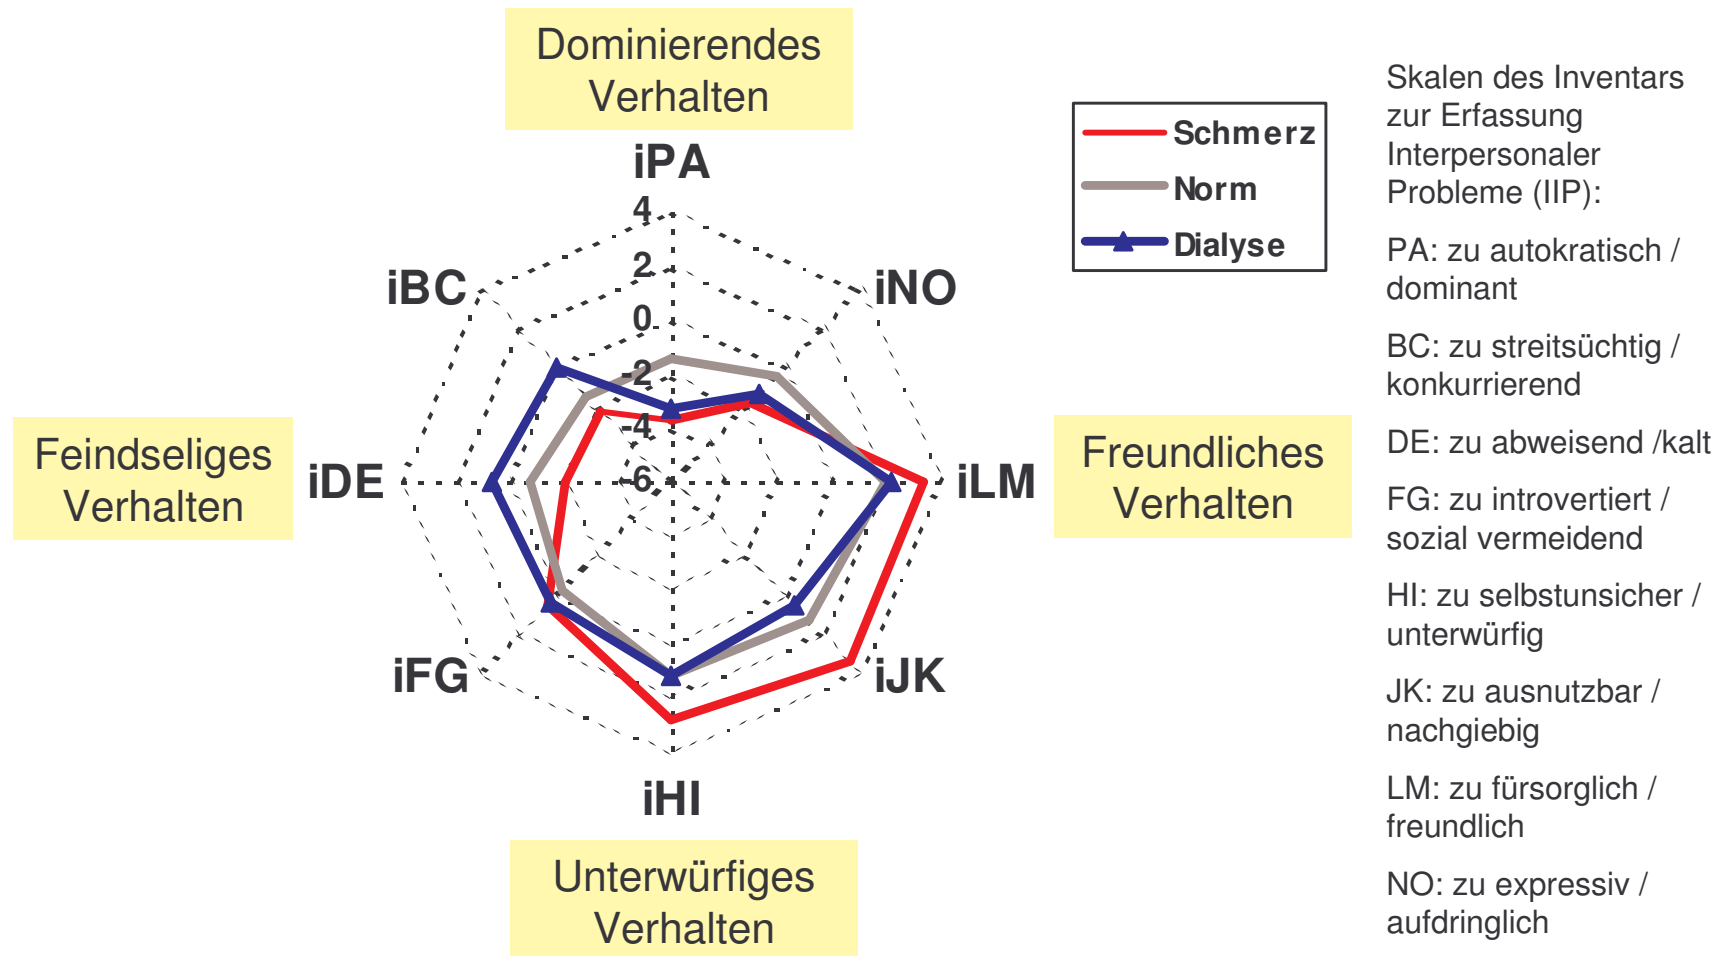 Dominierendes
Verhalten
iPA
4
2
0
-2
-4
-6
iBC
iNO
iDE
iLM
iFG
iJK
iHI
Feindseliges
Verhalten
Freundliches
Verhalten
Unterwürfiges
Verhalten
Schmerz
Norm
Dialyse
Skalen des Inventars
zur Erfassung
Interpersonaler
Probleme (IIP):
PA: zu autokratisch /
dominant
BC: zu streitsüchtig /
konkurrierend
DE: zu abweisend /kalt
FG: zu introvertiert /
sozial vermeidend
HI: zu selbstunsicher /
unterwürfig
JK: zu ausnutzbar /
nachgiebig
LM: zu fürsorglich /
freundlich
NO: zu expressiv /
aufdringlich